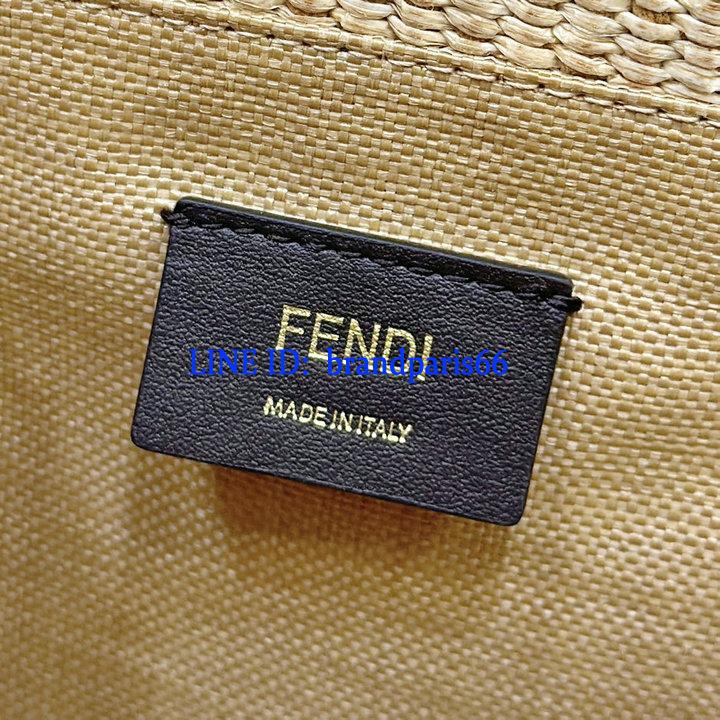 FENDI
LINE ID: brandparis66
MADE IN ITALY